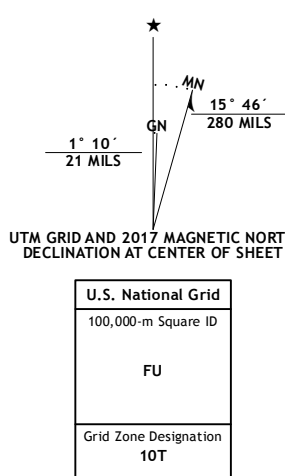 ★
MN
15° 46´
280 MILS
GN
1° 10´
21 MILS
UTM GRID AND 2017 MAGNETIC NORT
DECLINATION AT CENTER OF SHEET
U.S. National Grid
100,000-m Square ID
FU
Grid Zone Designation
10T